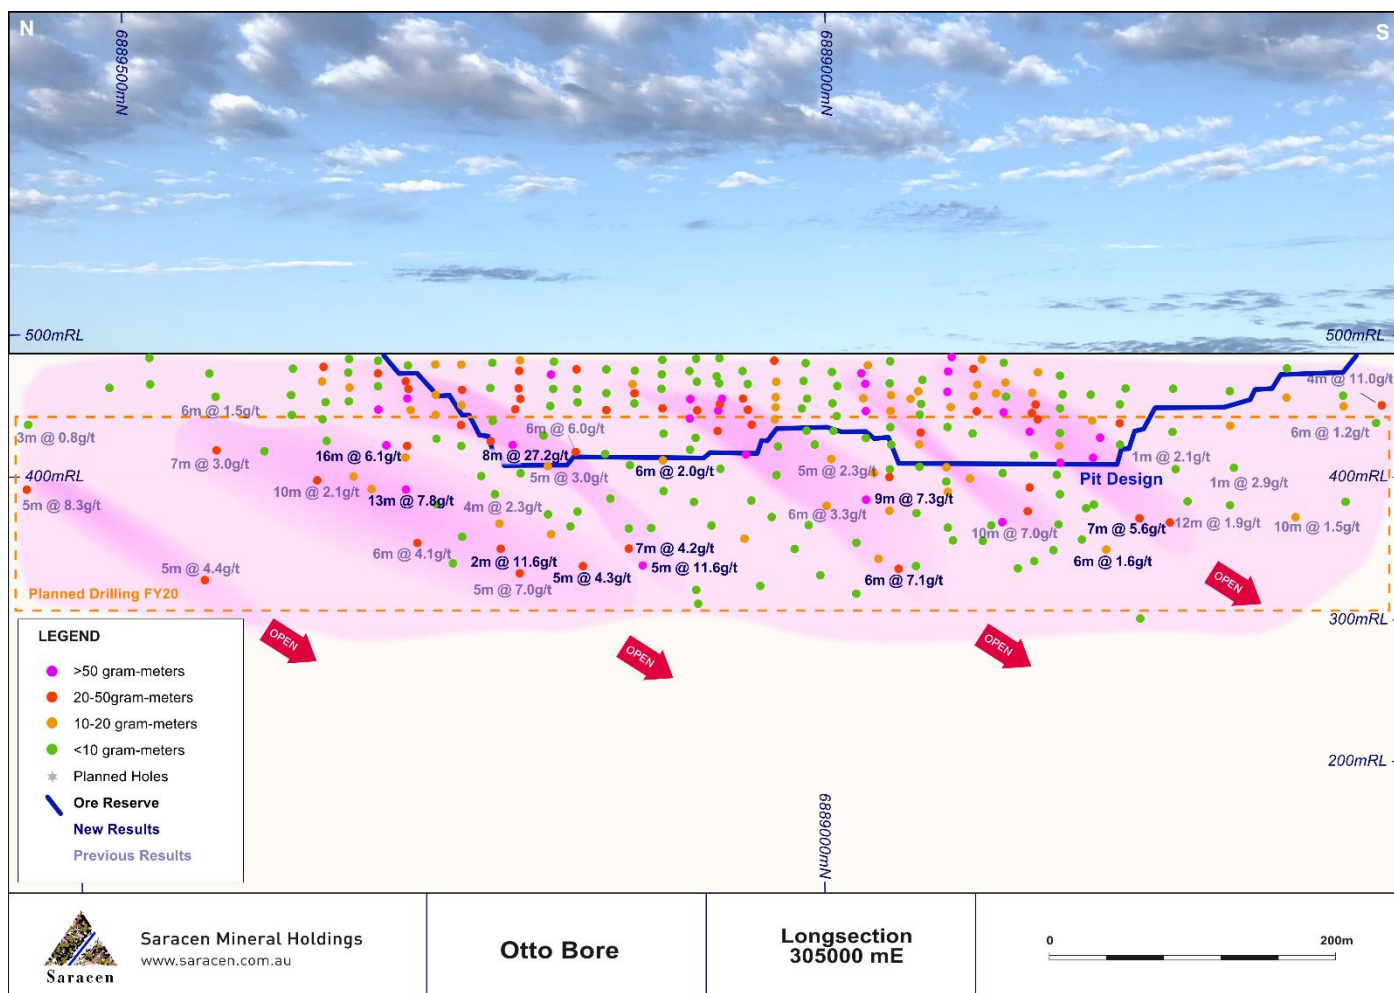 N
S
6889500mN
6889000mN
500mRL
500mRL
4m @ 11.0g/t
6m @ 1.5g/t
3m @ 0.8g/t
6m @ 6.0g/t
6m @ 1.2g/t
7m @ 3.0g/t
16m @ 6.1g/t
8m @ 27.2g/t
6m @ 2.0g/t
5m @ 2.3g/t
1m @ 2.1g/t
400mRL
400mRL
5m @ 3.0g/t
Pit Design
1m @ 2.9g/t
10m @ 2.1g/t
13m @ 7.8g/t
5m @ 8.3g/t
4m @ 2.3g/t
9m @ 7.3g/t
6m @ 3.3g/t
10m @ 7.0g/t
7m @ 5.6g/t
12m @ 1.9g/t
10m @ 1.5g/t
6m @ 4.1g/t
2m @ 11.6g/t
7m @ 4.2g/t
6m @ 1.6g/t
5m @ 4.4g/t
5m @ 4.3g/t
5m @ 11.6g/t
6m @ 7.1g/t
5m @ 7.0g/t
Planned Drilling FY20
OPEN
OPEN
OPEN
OPEN
300mRL
200mRL
6889000mN
LEGEND
>50 gram-meters
20-50gram-meters
10-20 gram-meters
<10 gram-meters
Planned Holes
Ore Reserve
New Results
Previous Results
Saracen
Saracen Mineral Holdings
www.saracen.com.au
Otto Bore
Longsection
305000 mE
0
200m